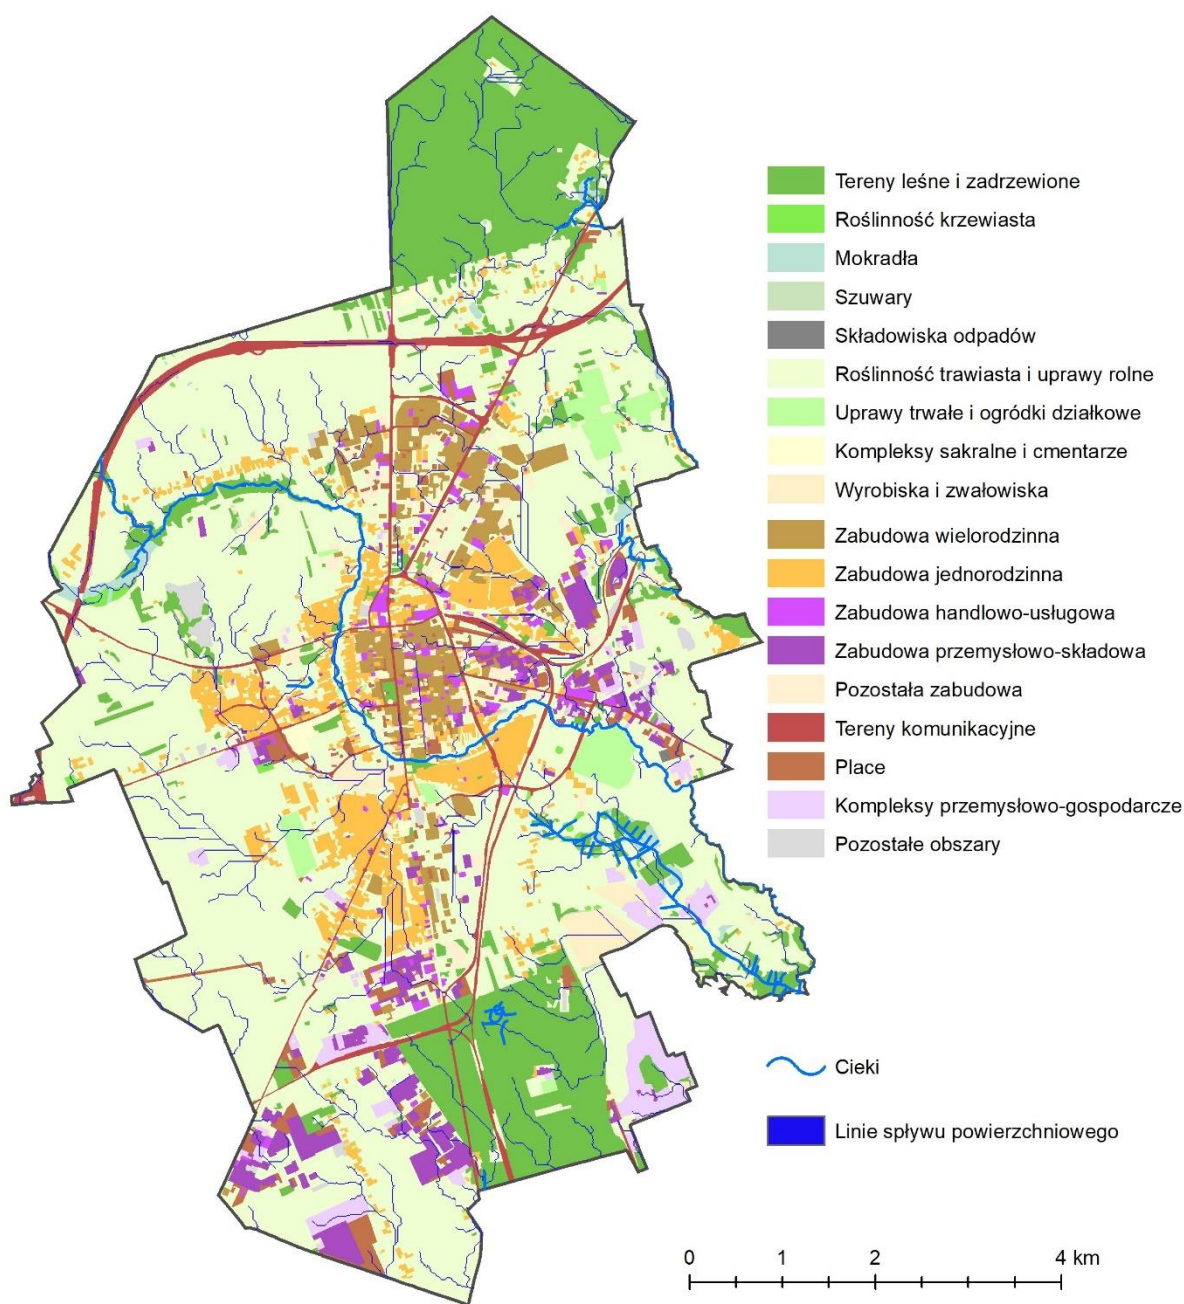 Tereny leśne i zadrzewione
Roślinność krzewiasta
Mokradła
Szuwary
Składowiska odpadów
Roślinność trawiasta i uprawy rolne
Uprawy trwałe i ogródki działkowe
Kompleksy sakralne i cmentarze
Wyrobiska i zwałowiska
Zabudowa wielorodzinna
Zabudowa jednorodzinna
Zabudowa handlowo-usługowa
Zabudowa przemysłowo-składowa
Pozostała zabudowa
Tereny komunikacyjne
Place
Kompleksy przemysłowo-gospodarcze
Pozostałe obszary
Cieki
Linie spływu powierzchniowego
0 1 2 4 km